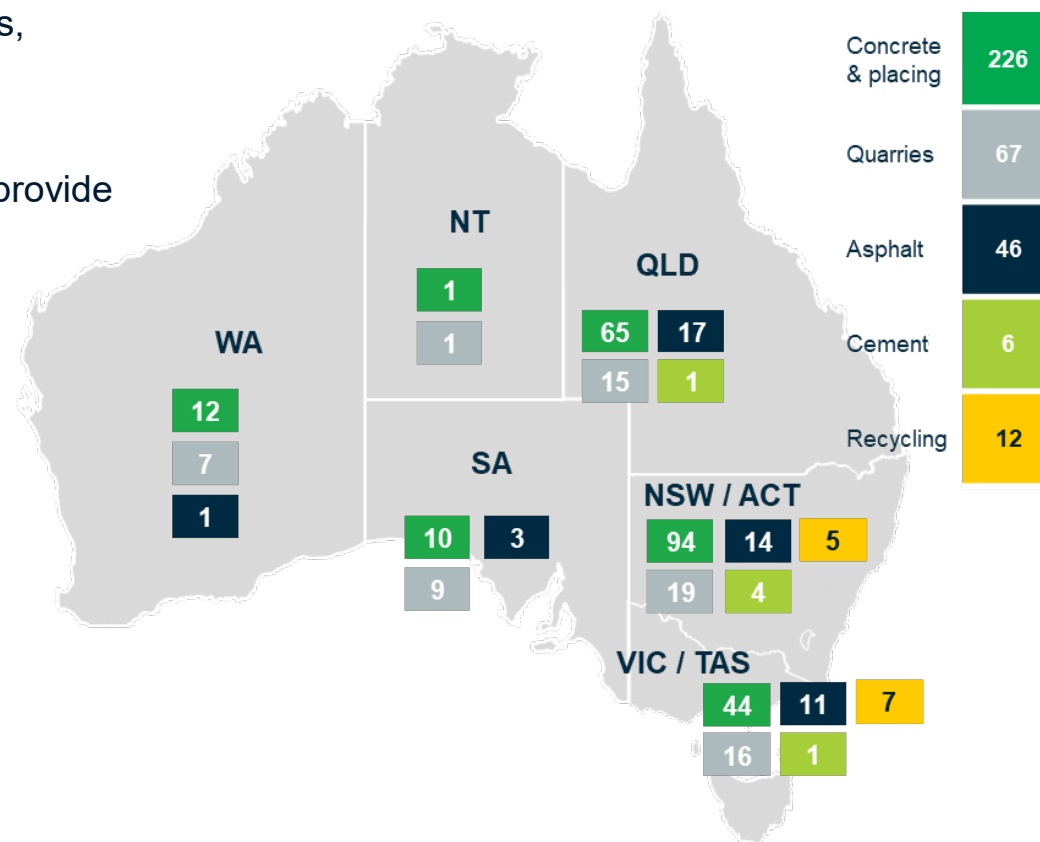 s,
provide
Concrete
& placing
226
Quarries
67
Asphalt
46
Cement
6
Recycling
12
NT
1
1
QLD
65 17
15 1
WA
12
7
1
SA
10 3
9
NSW / ACT
94 14 5
19 4
VIC / TAS
44 11 7
16 1